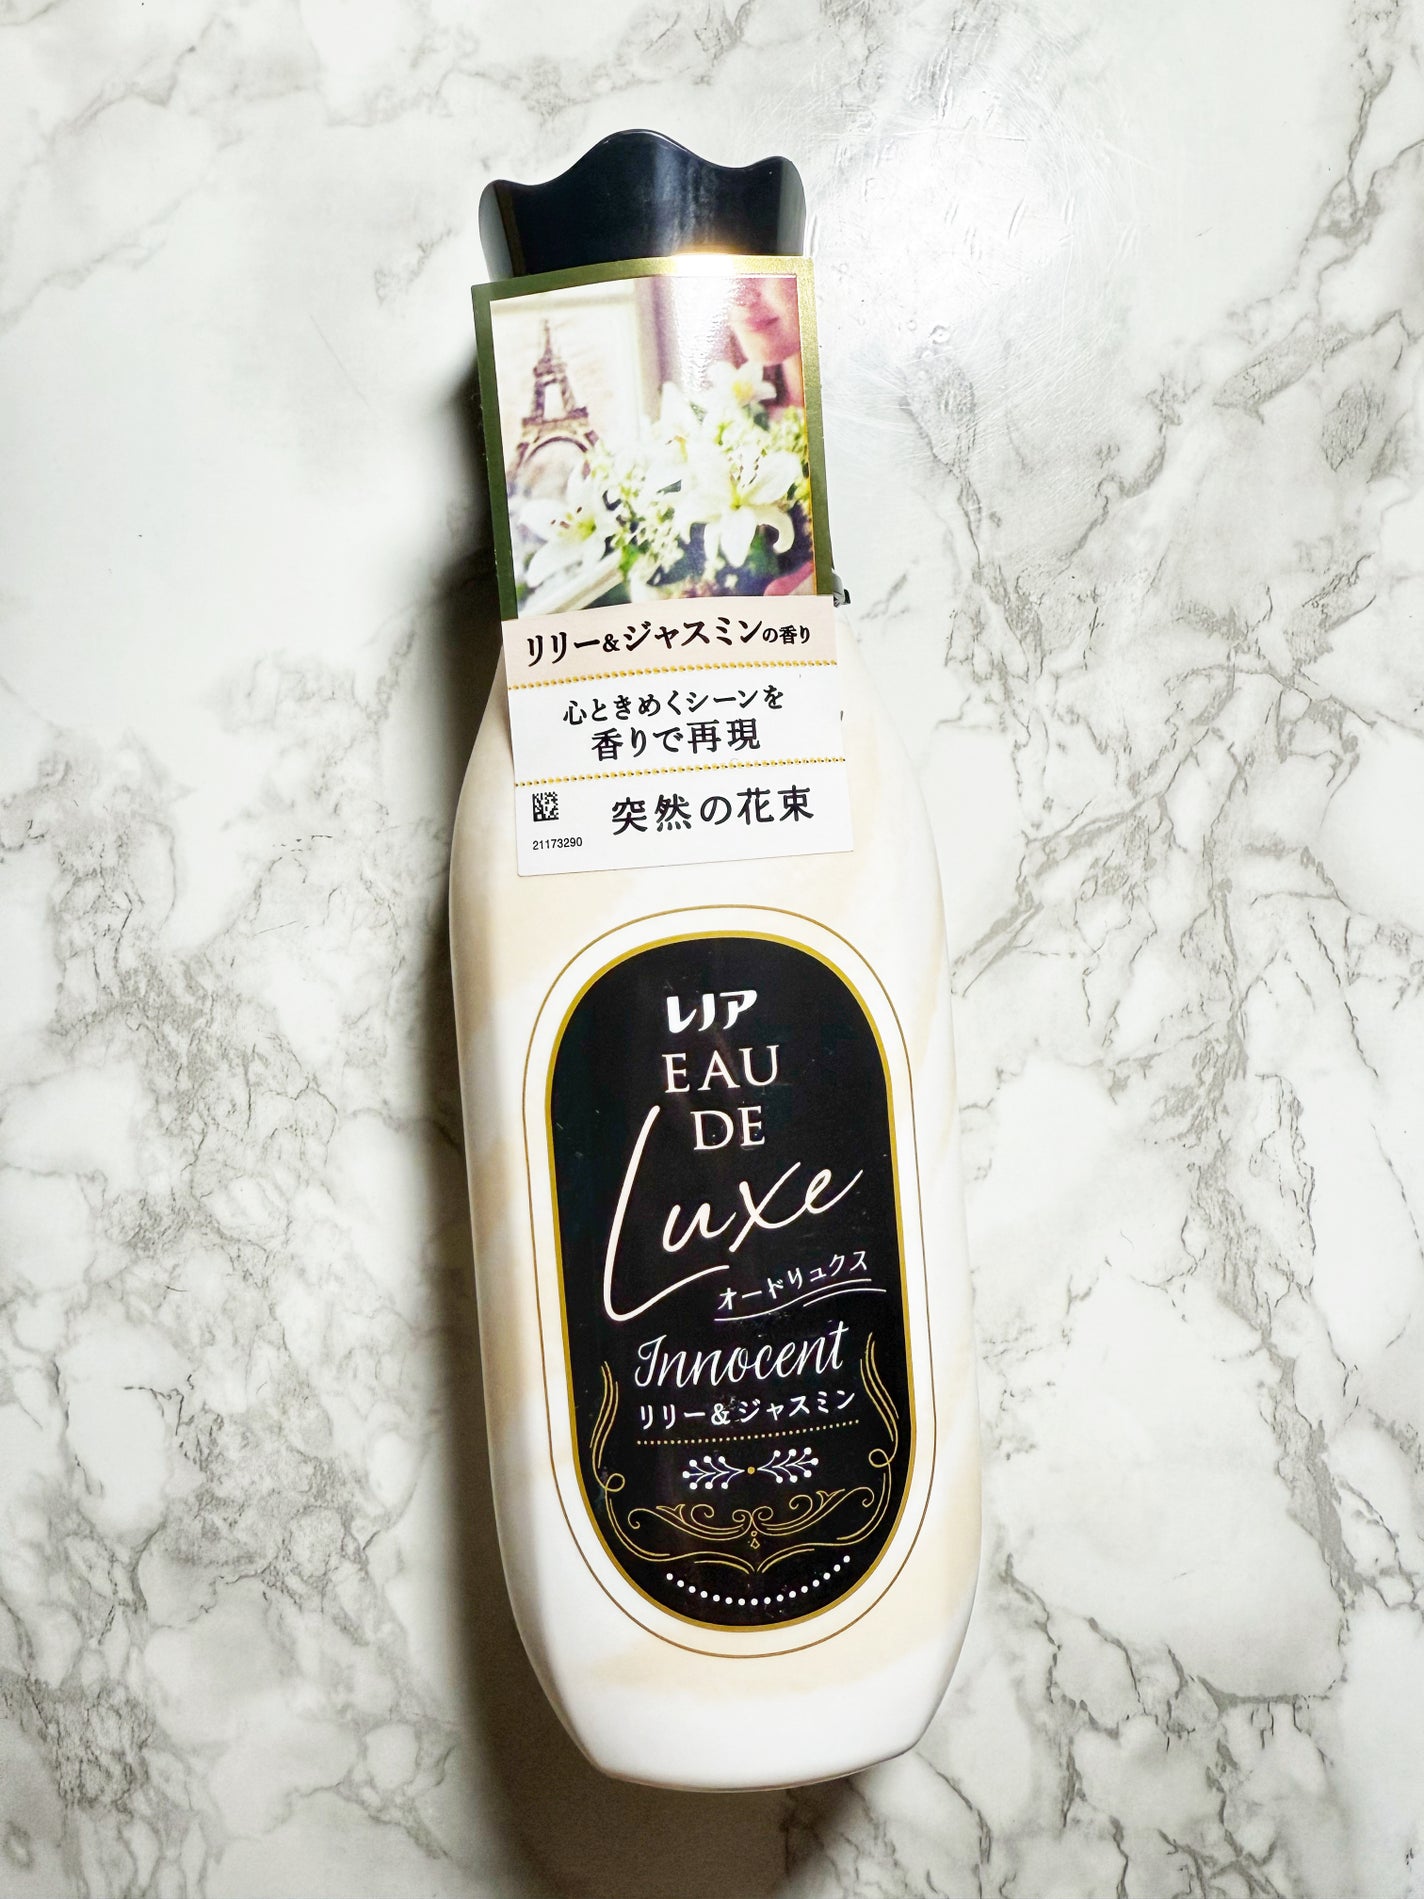 リリー&ジャスミンの香り
心ときめくシーンを
香りで再現
突然の花束
21173290
レノア
EAU
DE
Luxe
オードリュクス
Innocent
リリー&ジャスミン